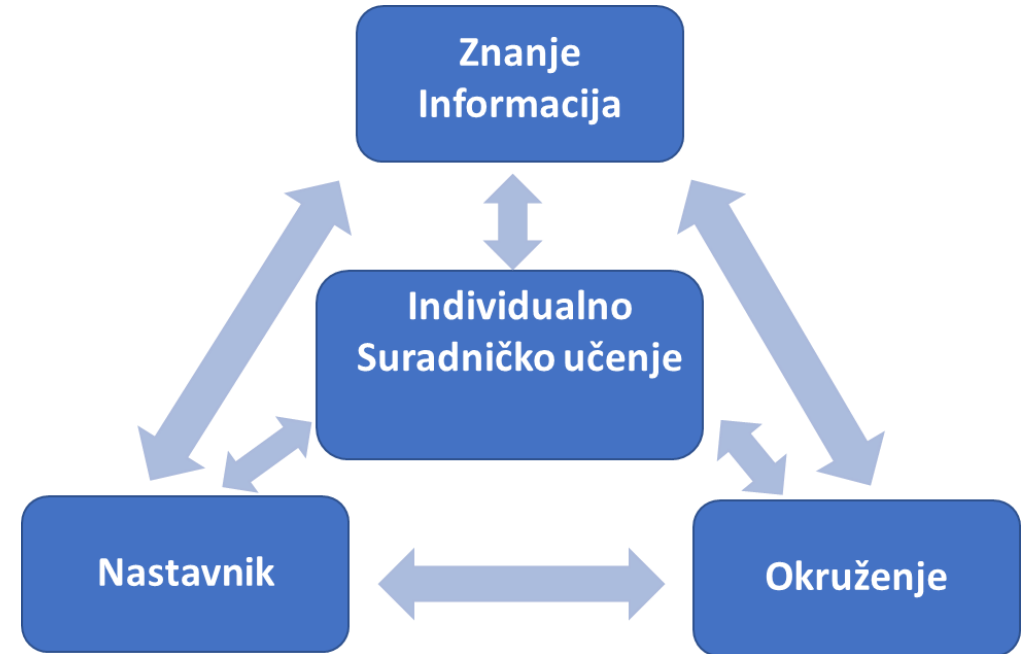 Znanje
Informacija
Individualno
Suradničko učenje
Nastavnik
Okruženje